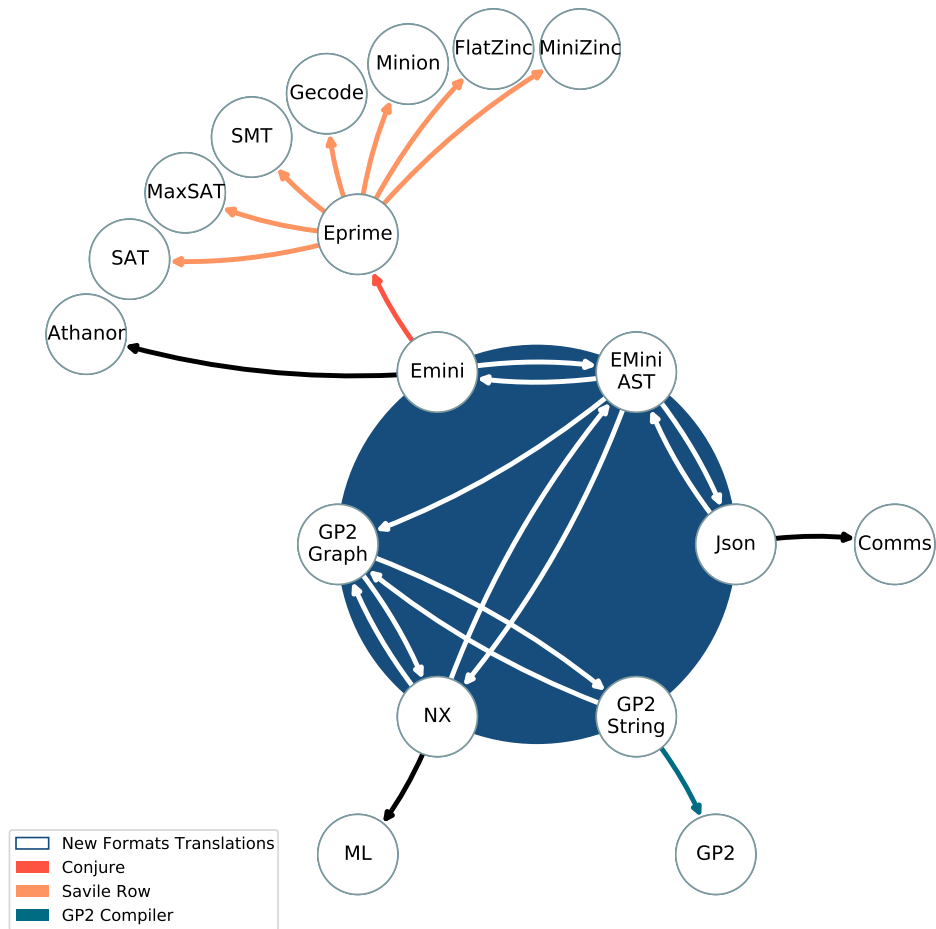 FlatZinc
MiniZinc
Minion
Gecode
SMT
MaxSAT
Eprime
SAT
Athanor
Emini
EMini
AST
GP2
Graph
Json
Comms
NX
GP2
String
ML
GP2
New Formats Translations
Conjure
Savile Row
GP2 Compiler